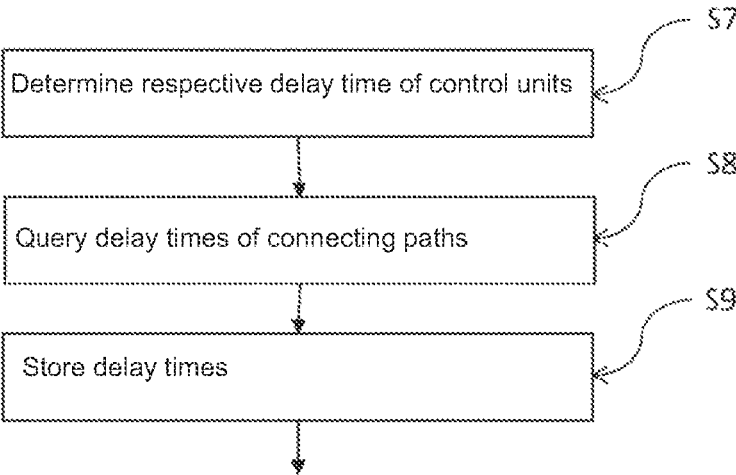 S7
Determine respective delay time of control units
S8
Query delay times of connecting paths
S9
Store delay times